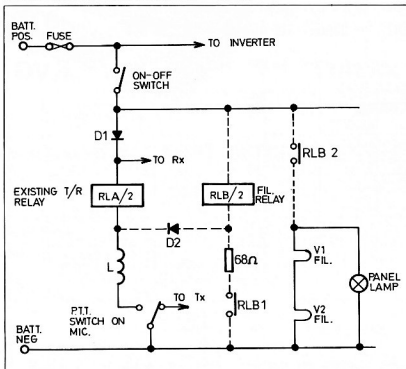 BATT.
POS.
FUSE
TO INVERTER
ON-OFF
SWITCH
D1
TO Rx
RLB 2
EXISTING T/R
RELAY
RLA/2
RLB/2
FIL.
RELAY
D2
L
68Ω
V1
FIL.
PANEL
LAMP
P.T.T.
SWITCH ON
MIC.
TO Tx
RLB1
V2
FIL.
BATT.
NEG